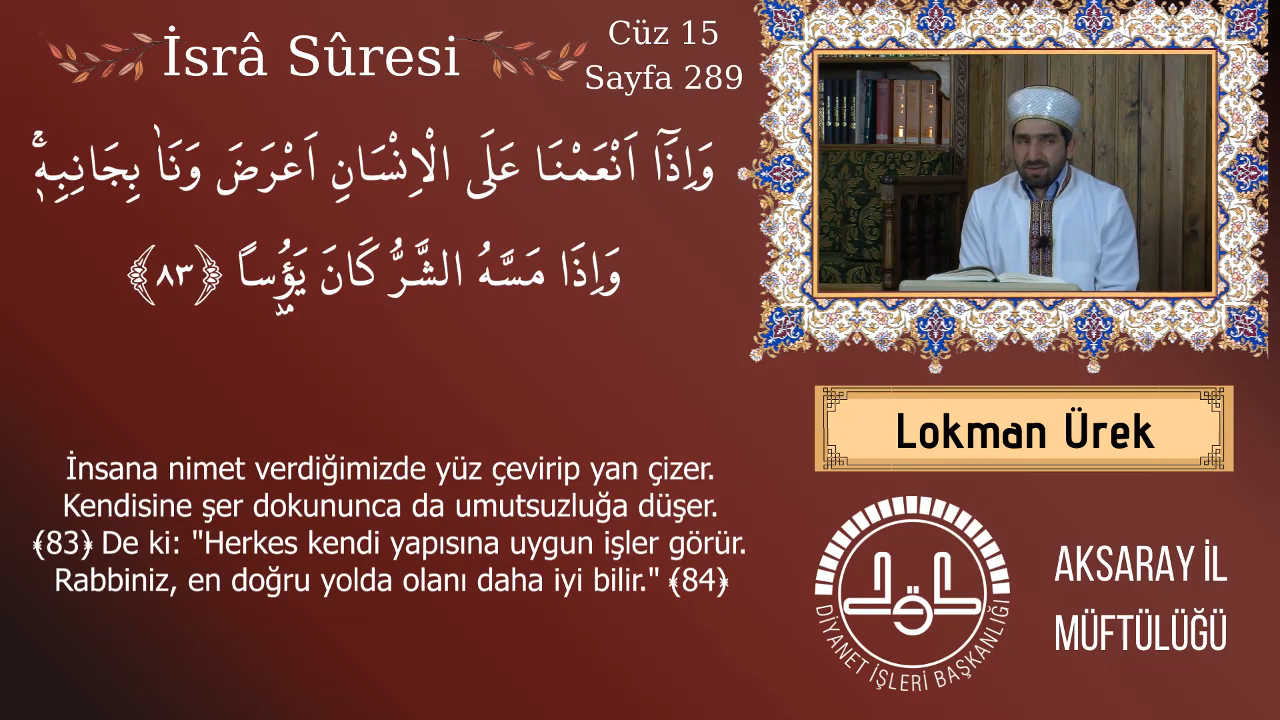 İsrâ Sûresi
Cüz 15
Sayfa 289
وَاِذَٓا اَنْعَمْنَا عَلَى الْاِنْسَانِ اَعْرَضَ وَنَاٰ بِجَانِبِه۪ۚ
وَاِذَا مَسَّهُ الشَّرُّ كَانَ يَؤُ۫ساً ﴿٨٣﴾
İnsana nimet verdiğimizde yüz çevirip yan çizer.
Kendisine şer dokununca da umutsuzluğa düşer.
﴾83﴿ De ki: "Herkes kendi yapısına uygun işler görür.
Rabbiniz, en doğru yolda olanı daha iyi bilir." ﴾84﴿
Lokman Ürek
DİYANET İŞLERİ BAŞKANLIĞI
AKSARAY İL
MÜFTÜLÜĞÜ